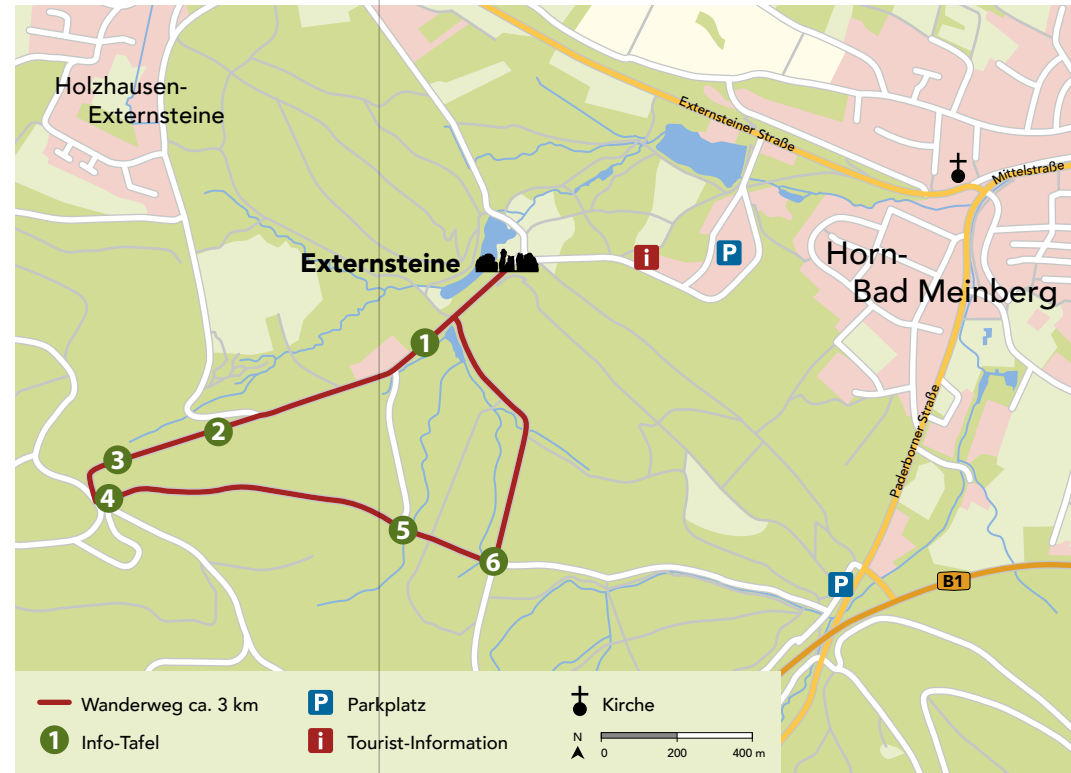 Holzhausen-
Externsteine
Externsteiner Straße
Mittelstraße
Externsteine
i
P
Horn-
Bad Meinberg
1
2
3
4
5
6
Paderborner Straße
P
B1
Wanderweg ca. 3 km
P Parkplatz
Kirche
1 Info-Tafel
i Tourist-Information
N
0 200 400 m